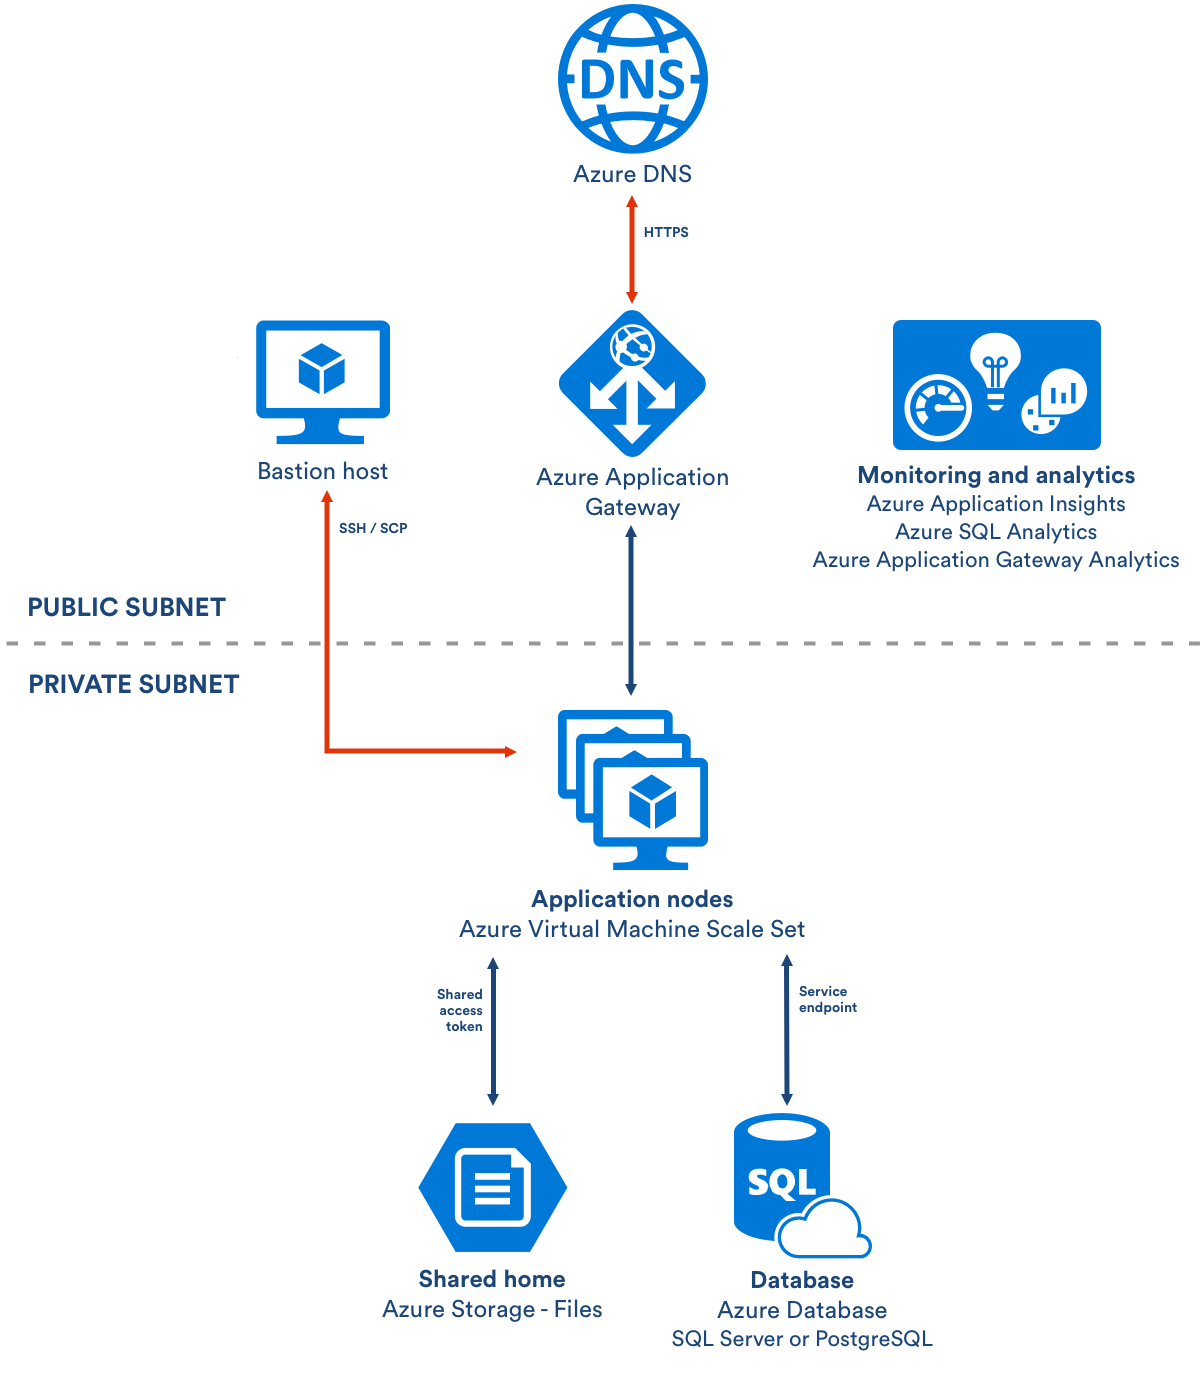 DNS
Azure DNS
HTTPS
Bastion host
SSH / SCP
Azure Application
Gateway
Monitoring and analytics
Azure Application Insights
Azure SQL Analytics
Azure Application Gateway Analytics
PUBLIC SUBNET
PRIVATE SUBNET
Application nodes
Azure Virtual Machine Scale Set
Shared
access
token
Service
endpoint
Shared home
Azure Storage - Files
SQL
Database
Azure Database
SQL Server or PostgreSQL